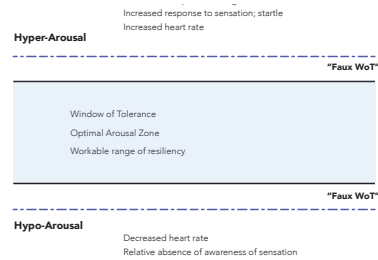 Increased response to sensation; startle
Increased heart rate
Hyper-Arousal
"Faux WoT"
Window of Tolerance
Optimal Arousal Zone
Workable range of resiliency
"Faux WoT"
Hypo-Arousal
Decreased heart rate
Relative absence of awareness of sensation